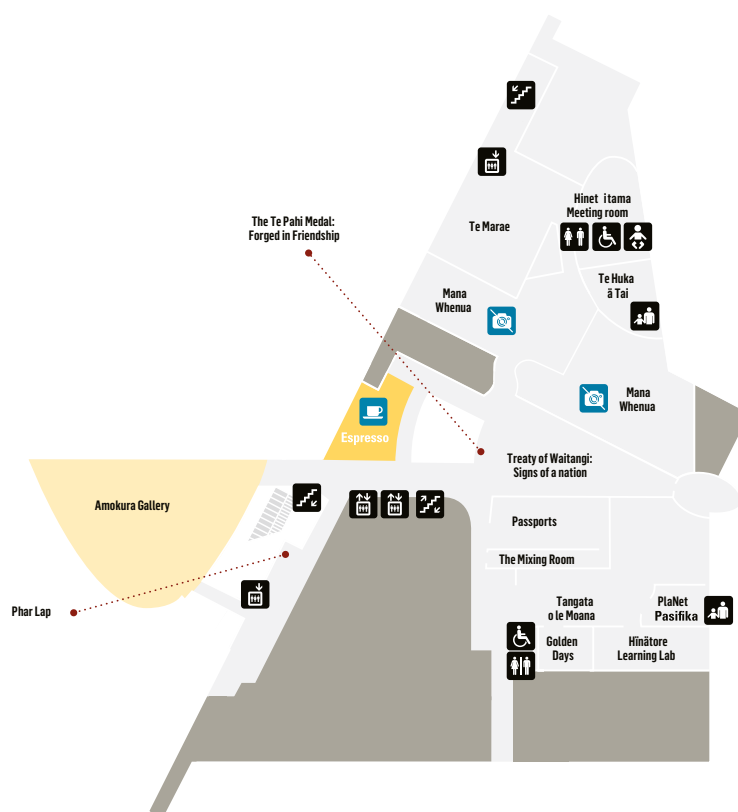 Hinet itama
Meeting room
The Te Pahi Medal:
Forged in Friendship
Te Marae
Te Huka
ā Tai
Mana
Whenua
Mana
Whenua
Espresso
Treaty of Waitangi:
Signs of a nation
Amokura Gallery
Passports
The Mixing Room
Phar Lap
Tangata
o le Moana
PlaNet
Pasifika
Golden
Days
Hīnātore
Learning Lab